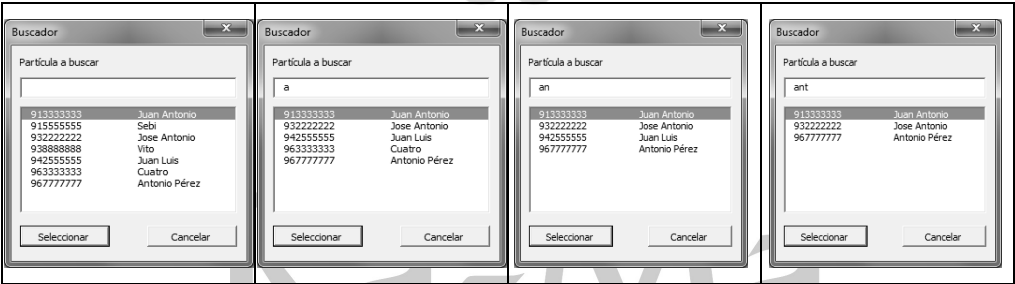 Buscador
Partícula a buscar
913333333 Juan Antonio
915555555 Sebi
932222222 Jose Antonio
938888888 Vito
942555555 Juan Luis
963333333 Cuatro
967777777 Antonio Pérez
Seleccionar Cancelar
Buscador
Partícula a buscar
a
913333333 Juan Antonio
932222222 Jose Antonio
942555555 Juan Luis
963333333 Cuatro
967777777 Antonio Pérez
Seleccionar Cancelar
Buscador
Partícula a buscar
an
913333333 Juan Antonio
932222222 Jose Antonio
942555555 Juan Luis
967777777 Antonio Pérez
Seleccionar Cancelar
Buscador
Partícula a buscar
ant
913333333 Juan Antonio
932222222 Jose Antonio
967777777 Antonio Pérez
Seleccionar Cancelar